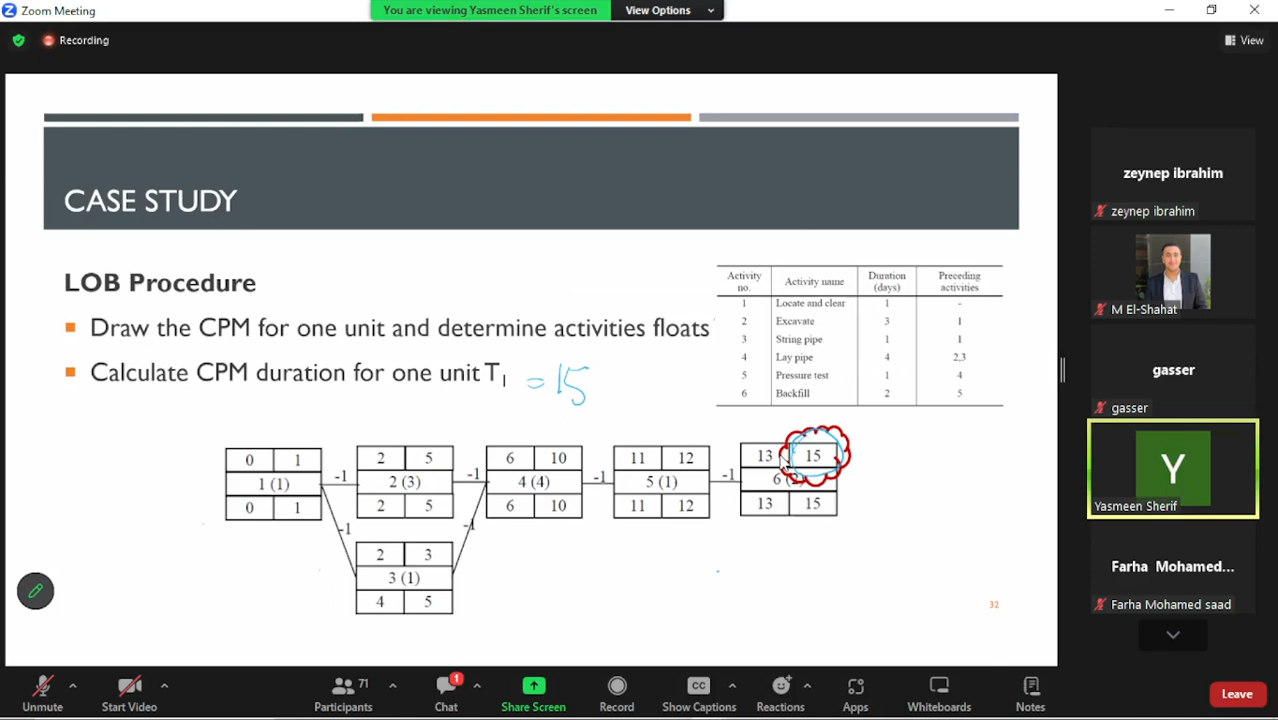 Zoom Meeting
You are viewing Yasmeen Sherif's screen
View Options
Recording
View
CASE STUDY
LOB Procedure
Draw the CPM for one unit and determine activities floats
Calculate CPM duration for one unit T1 = 15
Activity no. Activity name Duration (days) Preceding activities
1 Locate and clear 1 -
2 Excavate 3 1
3 String pipe 1 1
4 Lay pipe 4 2,3
5 Pressure test 1 4
6 Backfill 2 5
0 1
1 (1)
0 1
-1
-1
2 5
2 (3)
2 5
-1
-1
2 3
3 (1)
4 5
6 10
4 (4)
6 10
-1
11 12
5 (1)
11 12
-1
13 15
6 (2)
13 15
32
zeynep ibrahim
zeynep ibrahim
M El-Shahat
gasser
gasser
Y
Yasmeen Sherif
Farha Mohamed...
Farha Mohamed saad
Unmute
Start Video
71
Participants
1
Chat
Share Screen
Record
CC
Show Captions
Reactions
Apps
Whiteboards
Notes
Leave